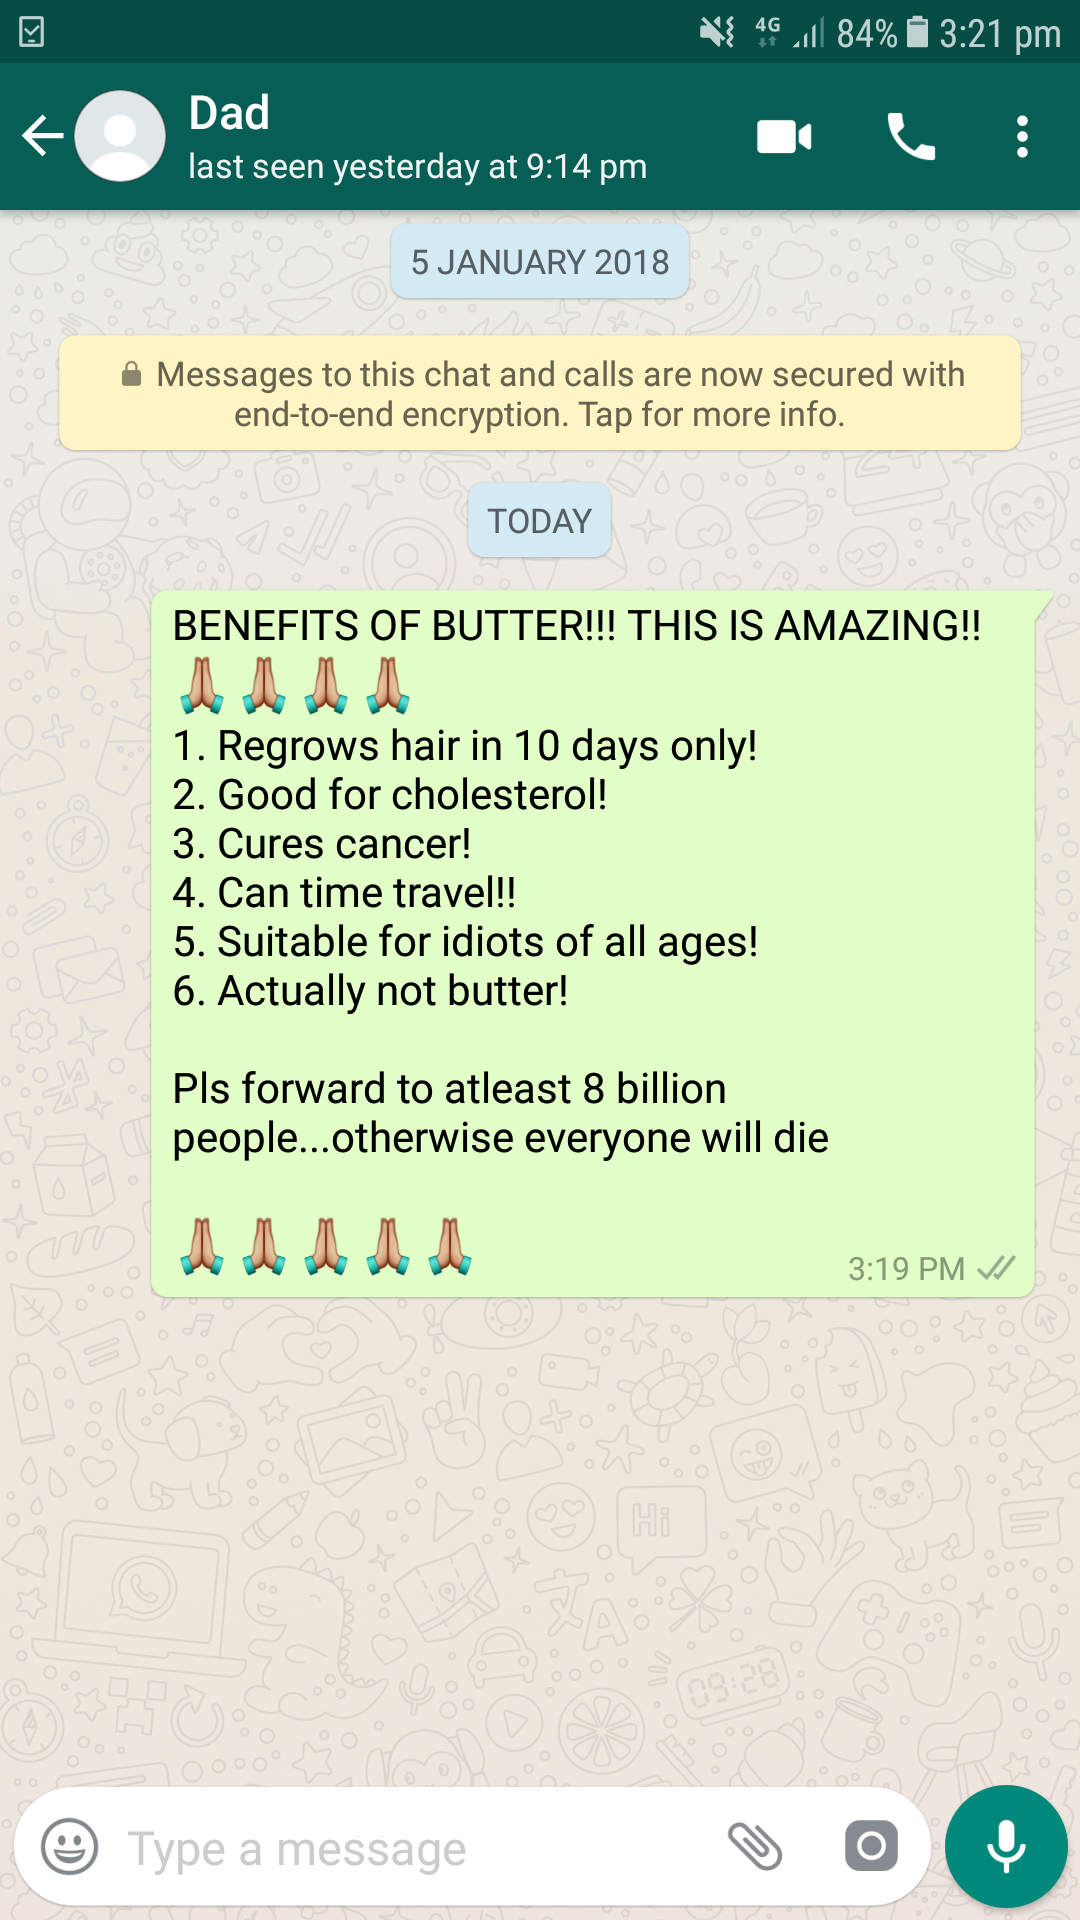 4G 84% 3:21 pm
Dad
last seen yesterday at 9:14 pm
5 JANUARY 2018
Messages to this chat and calls are now secured with
end-to-end encryption. Tap for more info.
TODAY
BENEFITS OF BUTTER!!! THIS IS AMAZING!!
🙏🏼🙏🏼🙏🏼🙏🏼
1. Regrows hair in 10 days only!
2. Good for cholesterol!
3. Cures cancer!
4. Can time travel!!
5. Suitable for idiots of all ages!
6. Actually not butter!
Pls forward to atleast 8 billion
people...otherwise everyone will die
🙏🏼🙏🏼🙏🏼🙏🏼🙏🏼
3:19 PM
Hi
09:28
Type a message